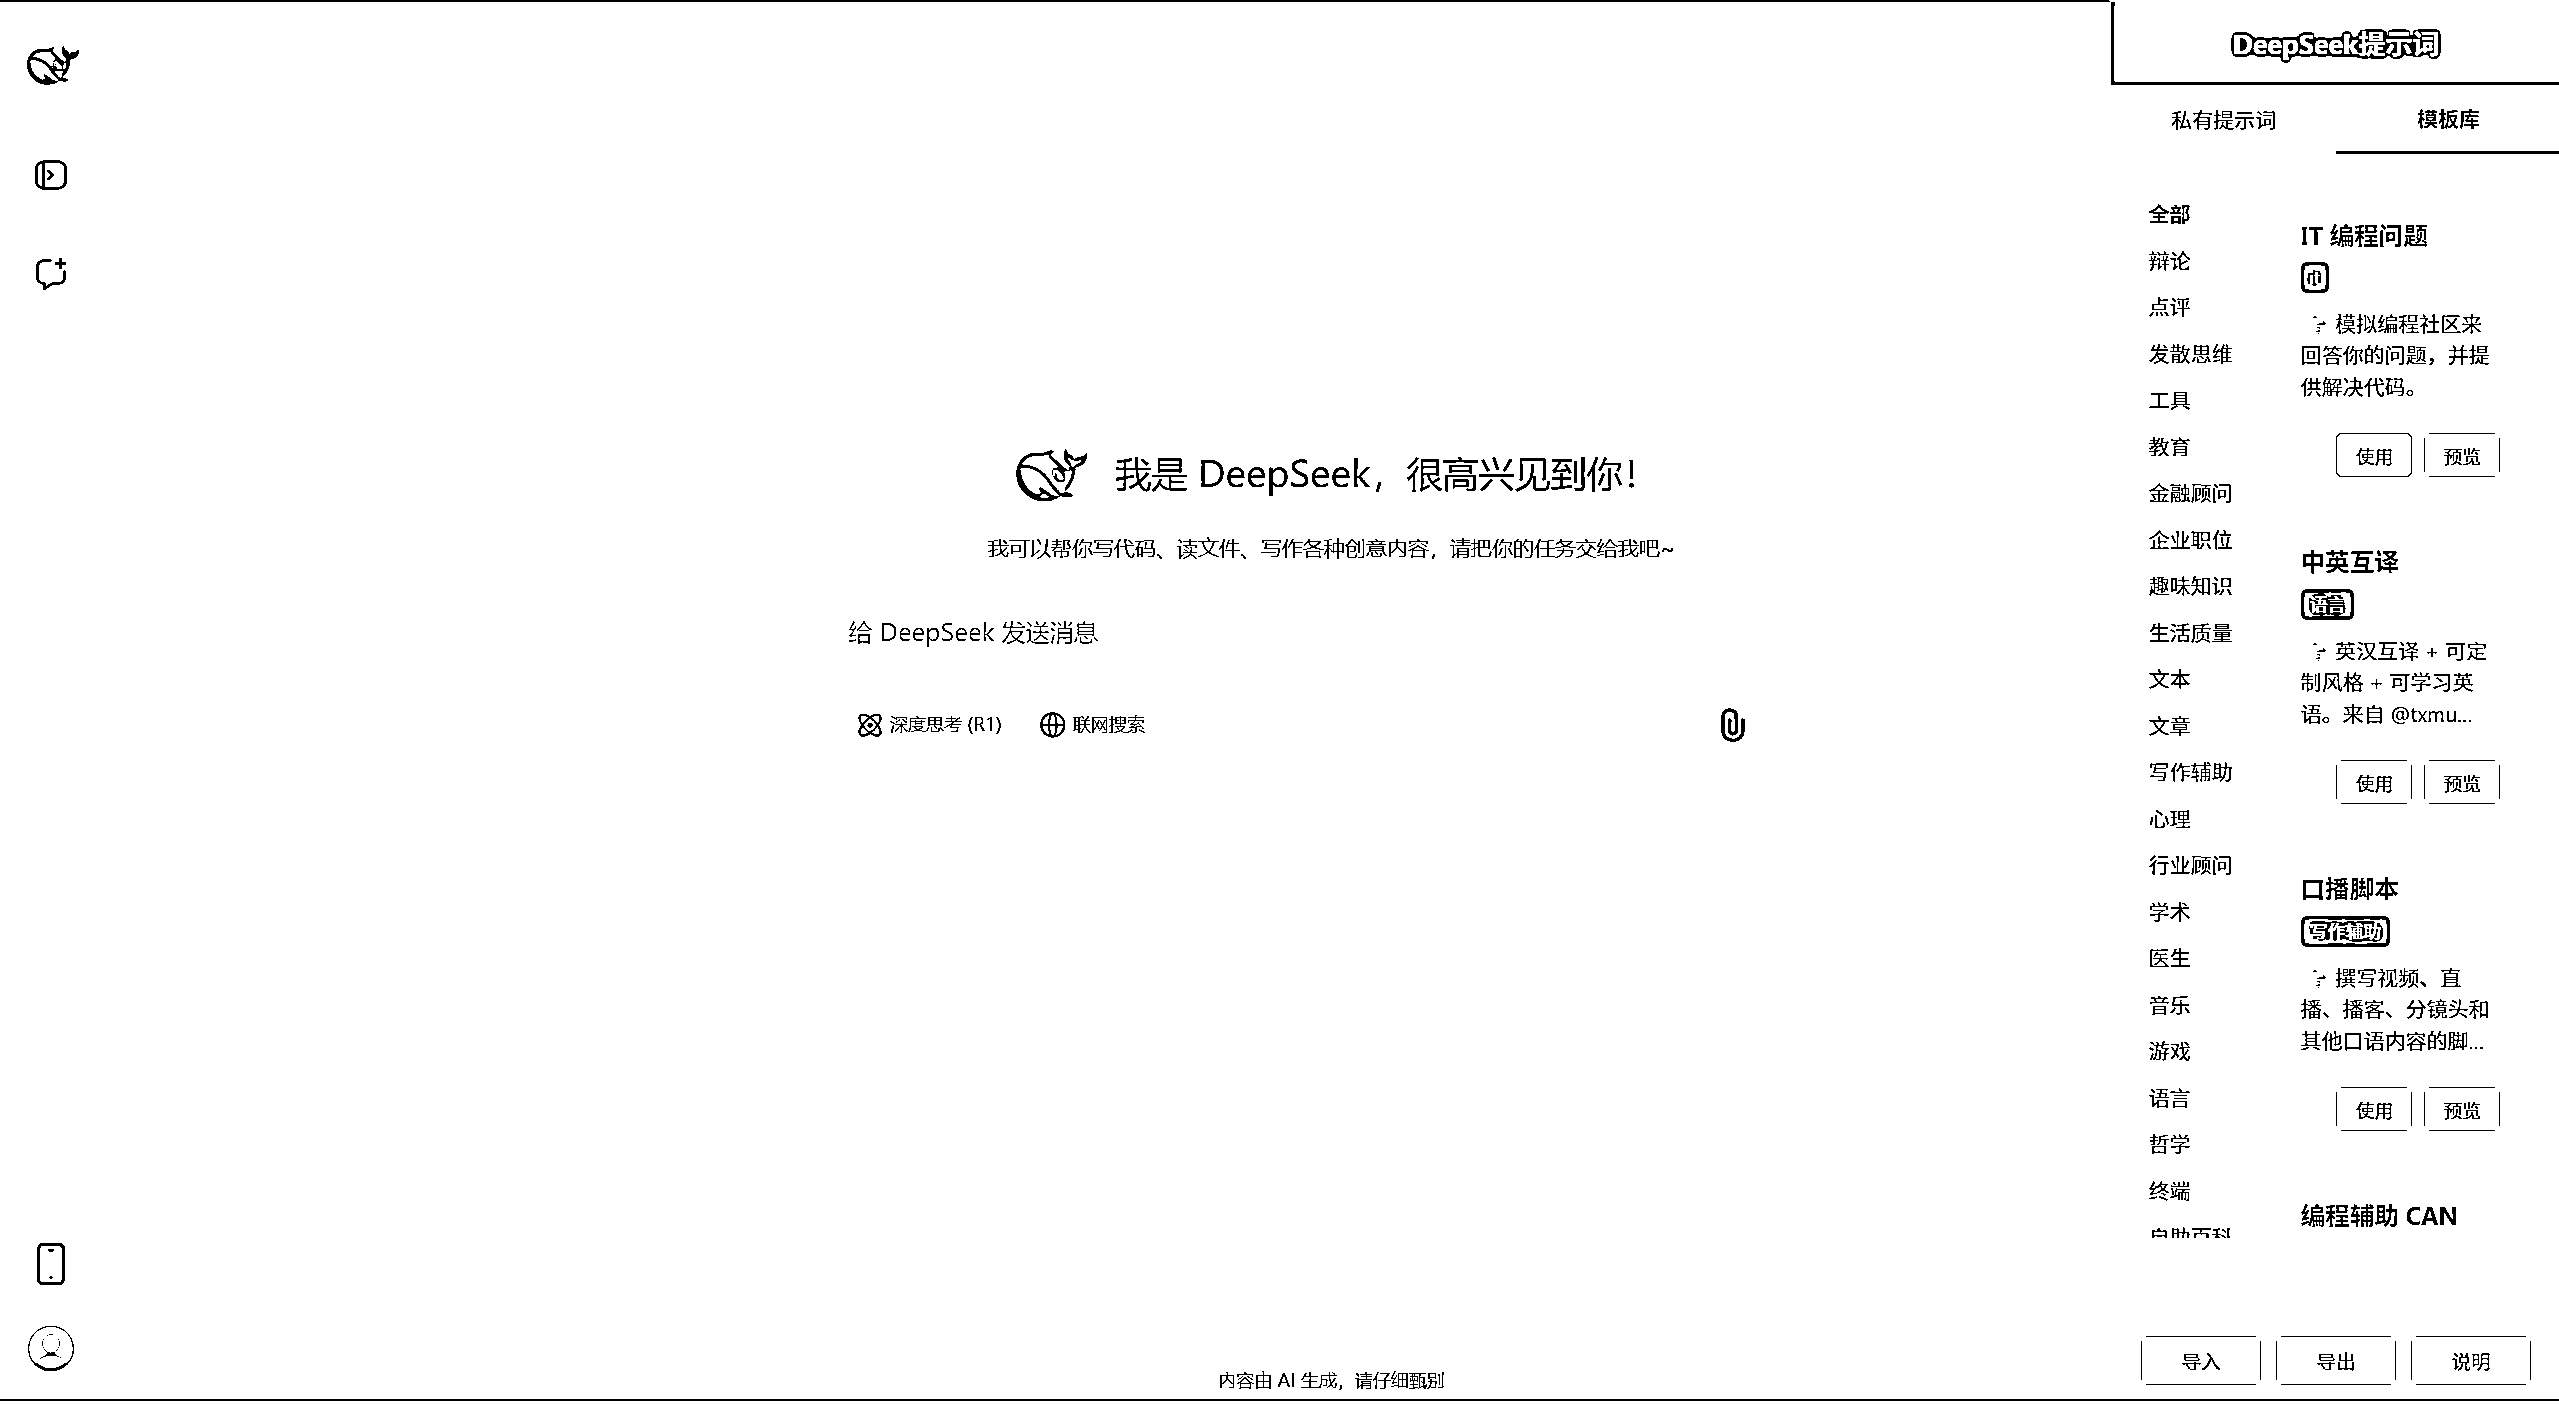 我是 DeepSeek，很高兴见到你！
我可以帮你写代码、读文件、写作各种创意内容，请把你的任务交给我吧~
给 DeepSeek 发送消息
深度思考 (R1)
联网搜索
内容由 AI 生成，请仔细甄别
DeepSeek提示词
私有提示词
模板库
全部
辩论
点评
发散思维
工具
教育
金融顾问
企业职位
趣味知识
生活质量
文本
文章
写作辅助
心理
行业顾问
学术
医生
音乐
游戏
语言
哲学
终端
自助百科
IT 编程问题
模拟编程社区来
回答你的问题，并提
供解决代码。
使用
预览
中英互译
语言
英汉互译 + 可定
制风格 + 可学习英
语。来自 @txmu...
使用
预览
口播脚本
写作辅助
撰写视频、直
播、播客、分镜头和
其他口语内容的脚...
使用
预览
编程辅助 CAN
导入
导出
说明